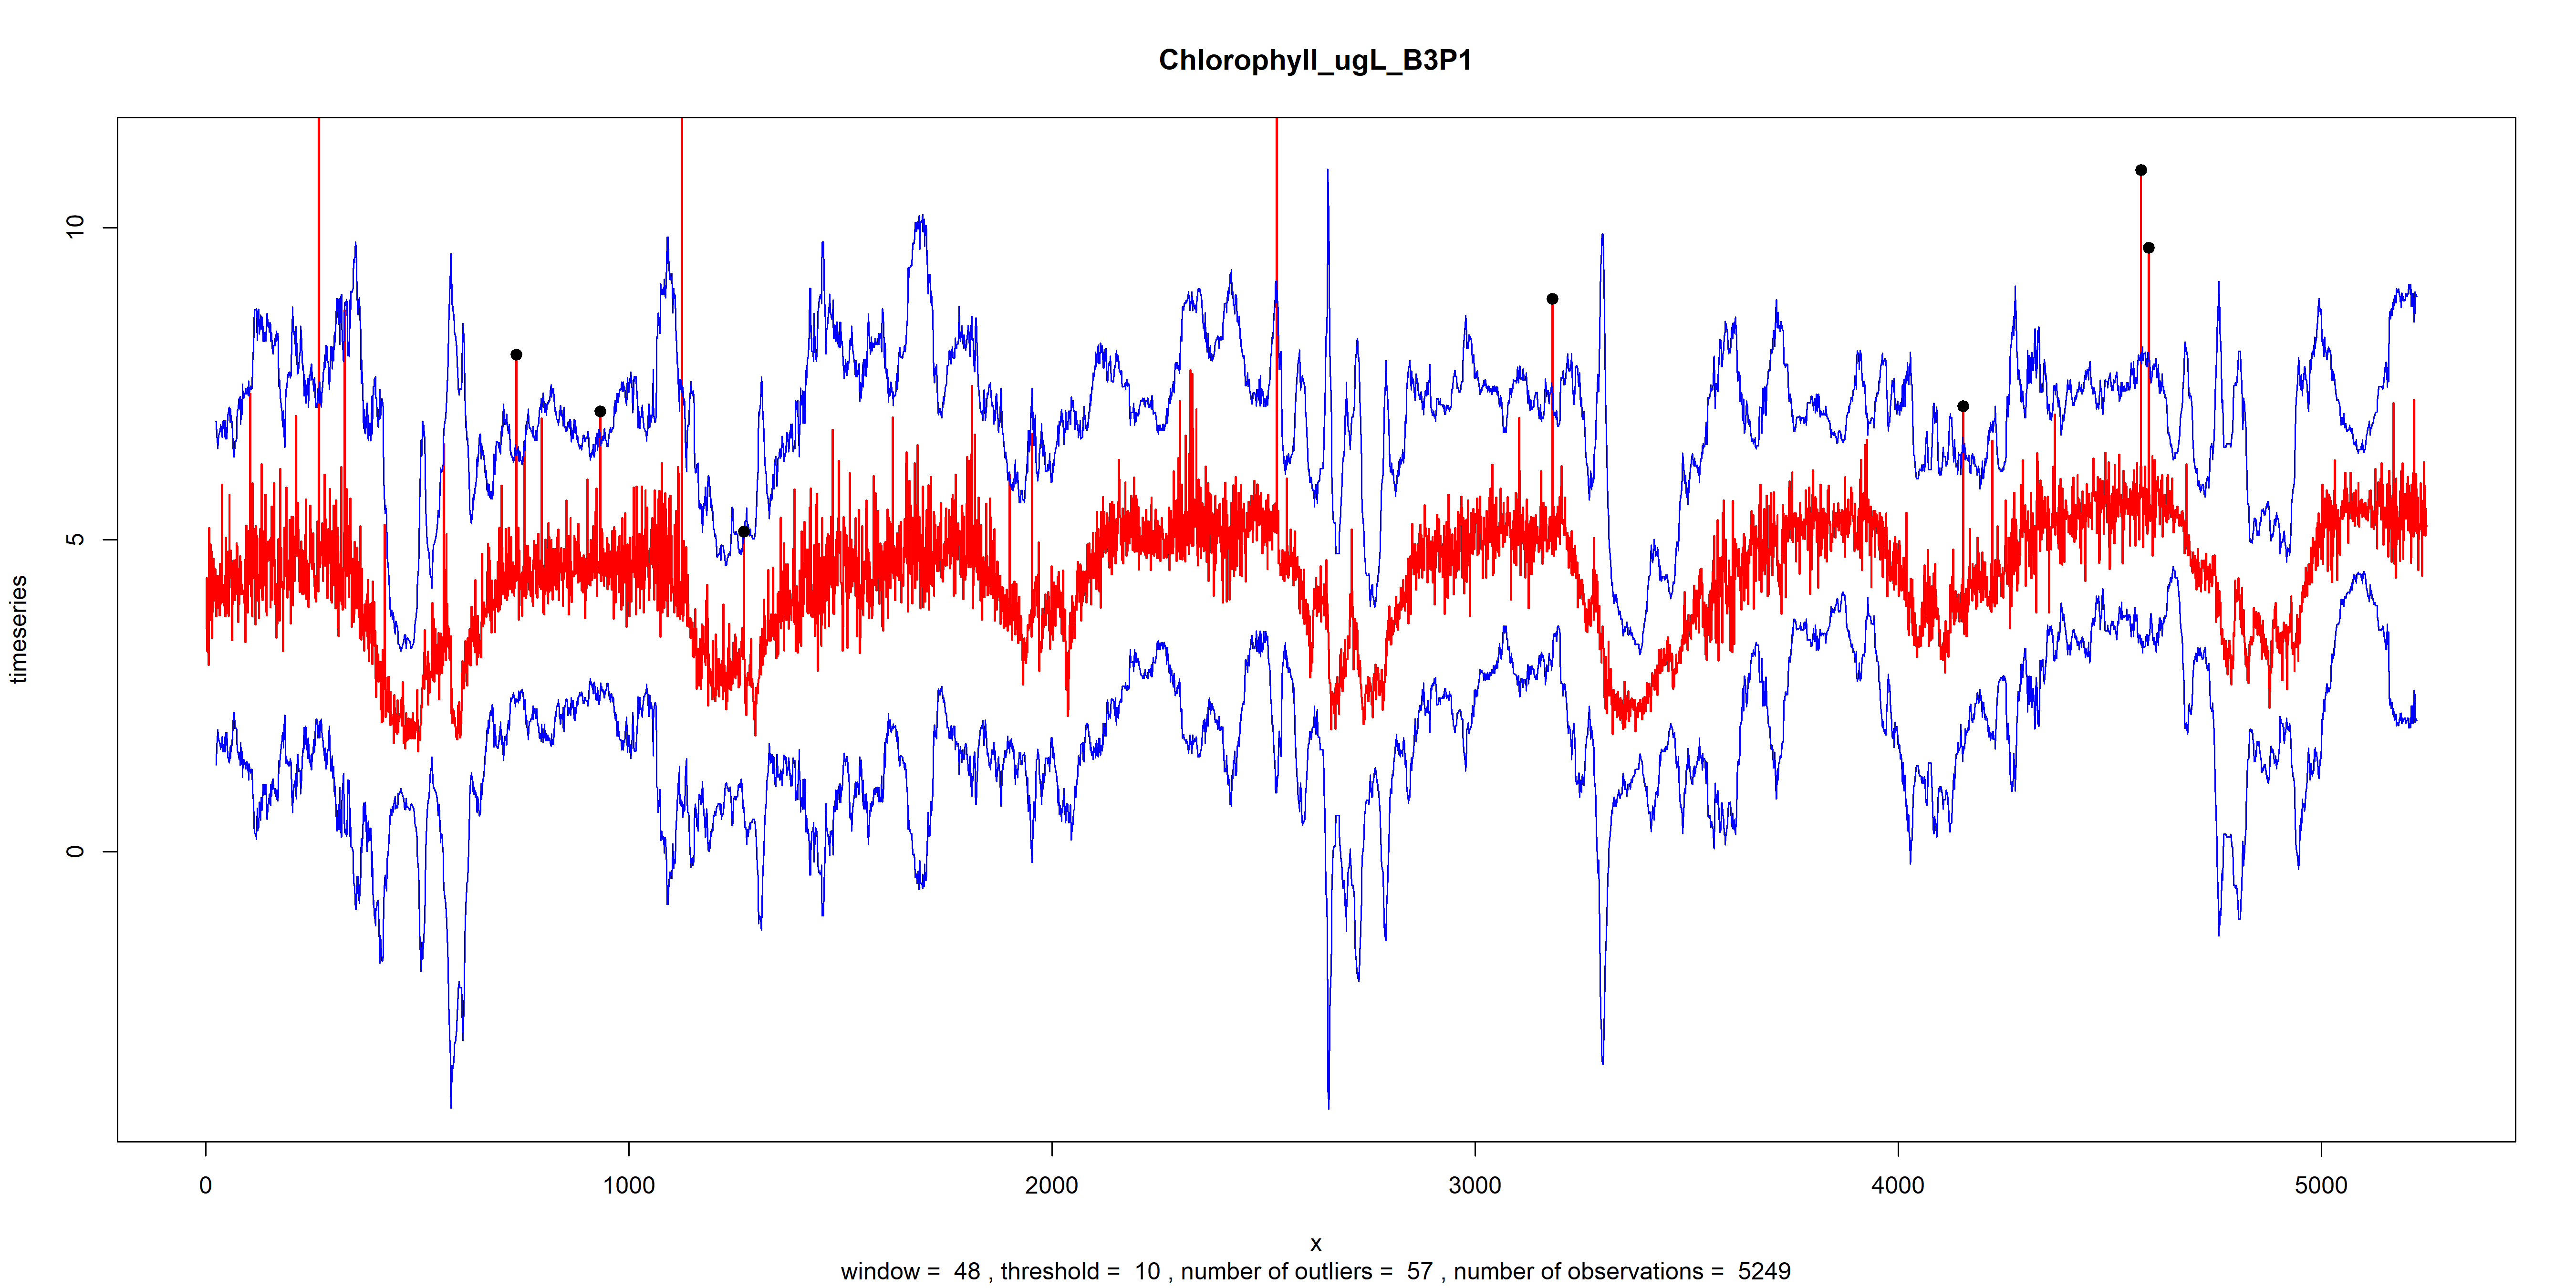 Chlorophyll_ugL_B3P1
timeseries
10
5
0
0 1000 2000 3000 4000 5000
x
window =  48 , threshold =  10 , number of outliers =  57 , number of observations =  5249